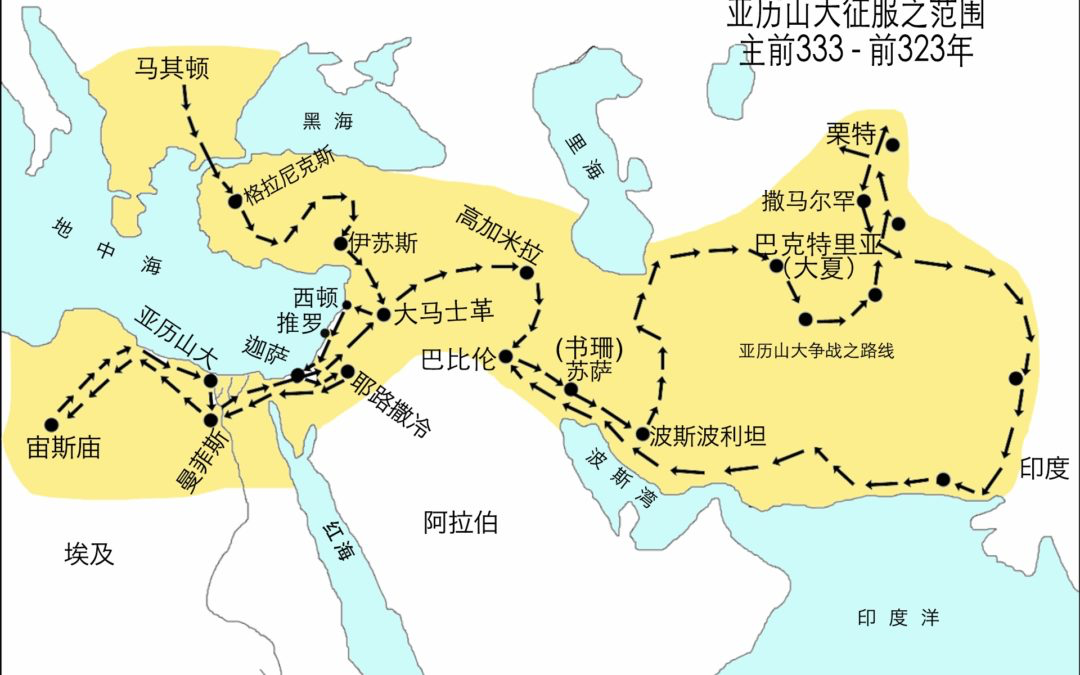 亚历山大征服之范围
主前333 - 前323年
马其顿
黑海
格拉尼克斯
里海
栗特
撒马尔罕
巴克特里亚
（大夏）
地中海
伊苏斯
高加米拉
西顿
推罗
大马士革
亚历山大
迦萨
巴比伦
(书珊)
苏萨
亚历山大争战之路线
耶路撒冷
宙斯庙
曼菲斯
波斯波利坦
波斯湾
印度
埃及
红海
阿拉伯
印度洋